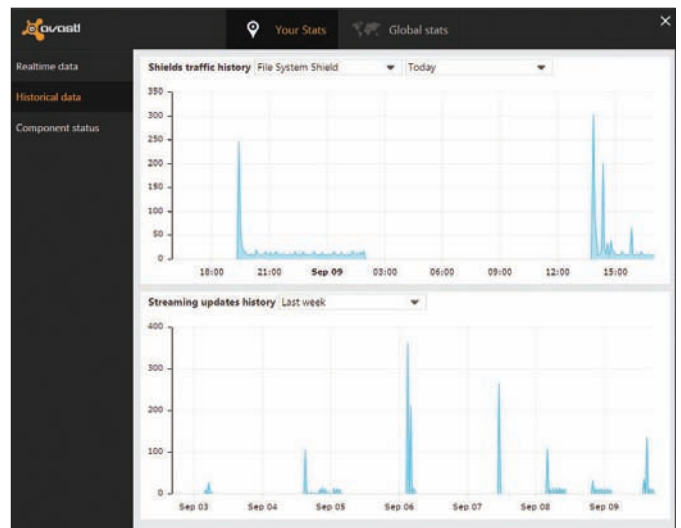 avast!
Your Stats
Global stats
Realtime data
Historical data
Component status
Shields traffic history File System Shield Today
350
300
250
200
150
100
50
0
18:00 21:00 Sep 09 03:00 06:00 09:00 12:00 15:00
Streaming updates history Last week
400
300
200
100
0
Sep 03 Sep 04 Sep 05 Sep 06 Sep 07 Sep 08 Sep 09